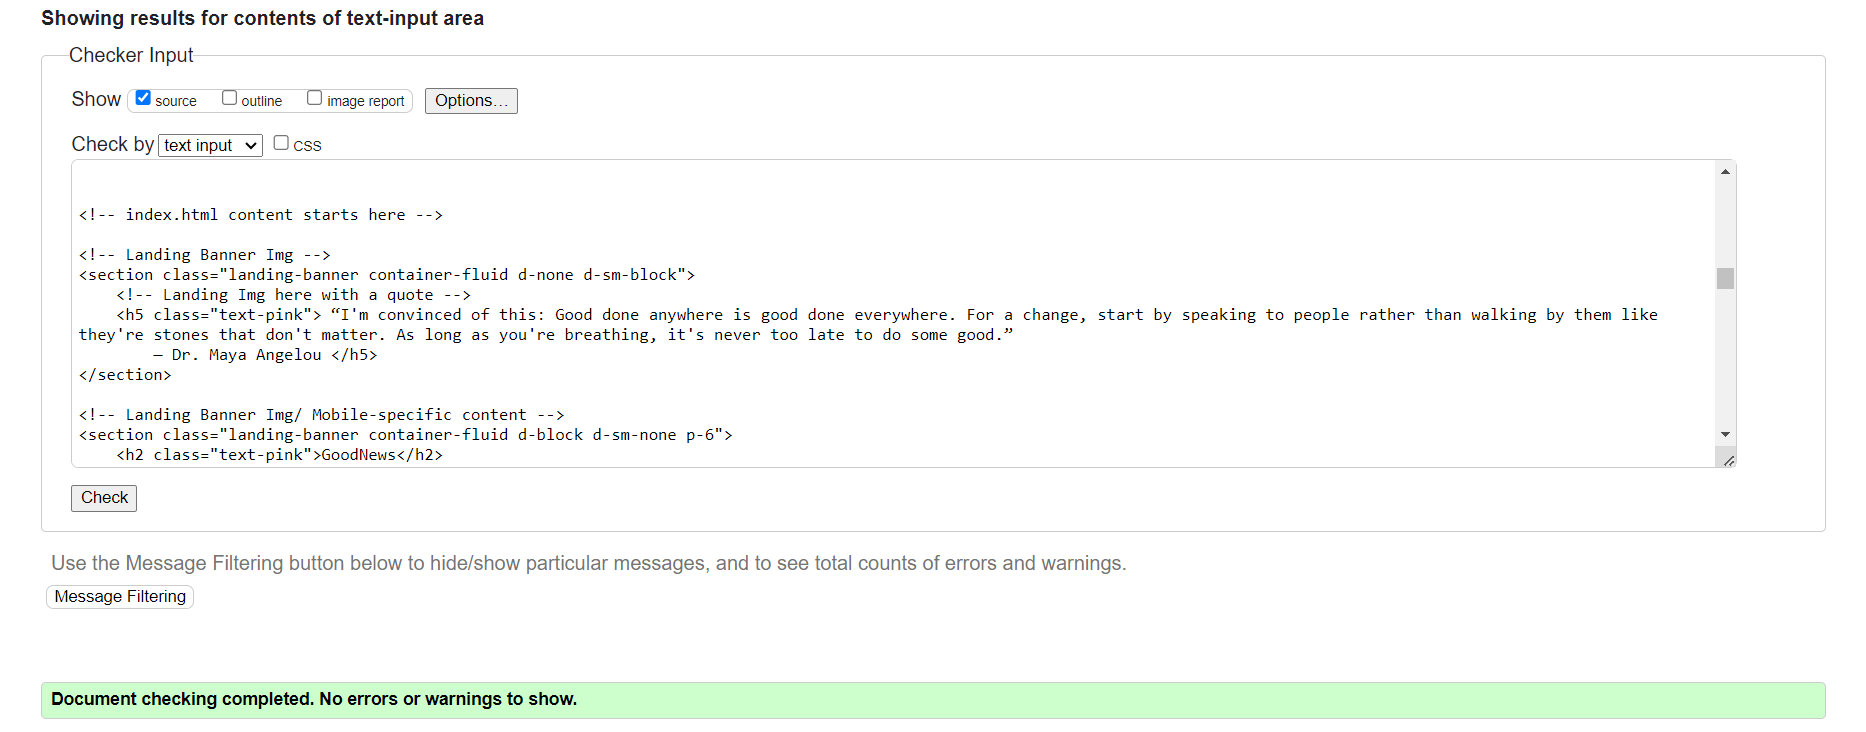 Showing results for contents of text-input area
Checker Input
Show source outline image report Options...
Check by text input CSS
<!-- index.html content starts here -->
<!-- Landing Banner Img -->
<section class="landing-banner container-fluid d-none d-sm-block">
<!-- Landing Img here with a quote -->
<h5 class="text-pink"> “I'm convinced of this: Good done anywhere is good done everywhere. For a change, start by speaking to people rather than walking by them like
they're stones that don't matter. As long as you're breathing, it's never too late to do some good.”
— Dr. Maya Angelou </h5>
</section>
<!-- Landing Banner Img/ Mobile-specific content -->
<section class="landing-banner container-fluid d-block d-sm-none p-6">
<h2 class="text-pink">GoodNews</h2>
Check
Use the Message Filtering button below to hide/show particular messages, and to see total counts of errors and warnings.
Message Filtering
Document checking completed. No errors or warnings to show.